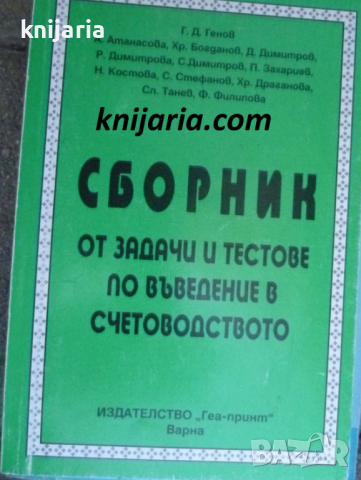 knijaria
Г. Д. Генов
К. Атанасова, Хр. Богданов, Д. Димитров,
Р. Димитрова, С.Димитров, П. Захариев,
Н. Костова, С. Стефанов, Хр. Драганова,
Сл. Танев, Ф. Филипова
knijaria.com
СБОРНИК
ОТ ЗАДАЧИ И ТЕСТОВЕ
ПО ВЪВЕДЕНИЕ В
СЧЕТОВОДСТВОТО
ИЗДАТЕЛСТВО „Геа-принт"
Варна
BAZAR